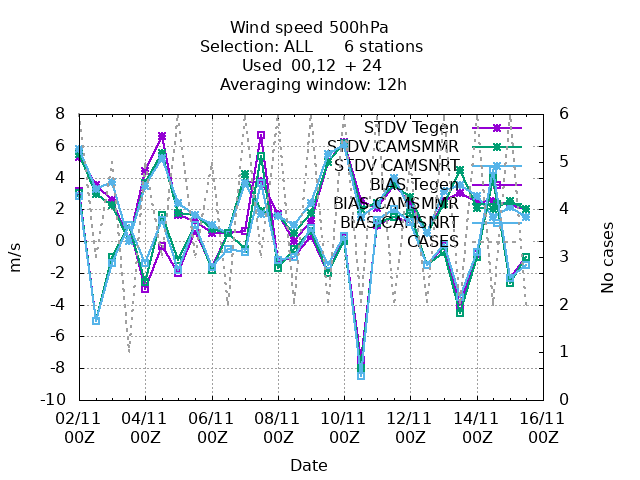 Wind speed 500hPa
Selection: ALL 6 stations
Used 00,12 + 24
Averaging window: 12h
8
6
4
2
0
-2
-4
-6
-8
-10
m/s
6
5
4
3
2
1
0
No cases
STDV Tegen
STDV CAMSMMR
STDV CAMSNRT
BIAS Tegen
BIAS CAMSMMR
BIAS CAMSNRT
CASES
02/11 04/11 06/11 08/11 10/11 12/11 14/11 16/11
00Z 00Z 00Z 00Z 00Z 00Z 00Z 00Z
Date